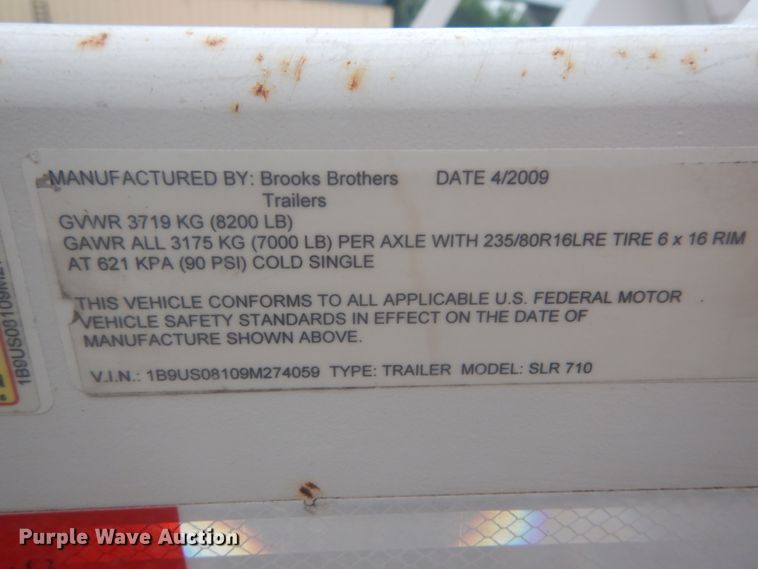 MANUFACTURED BY: Brooks Brothers DATE 4/2009
Trailers
GVWR 3719 KG (8200 LB)
GAWR ALL 3175 KG (7000 LB) PER AXLE WITH 235/80R16LRE TIRE 6 x 16 RIM
AT 621 KPA (90 PSI) COLD SINGLE
THIS VEHICLE CONFORMS TO ALL APPLICABLE U.S. FEDERAL MOTOR
VEHICLE SAFETY STANDARDS IN EFFECT ON THE DATE OF
MANUFACTURE SHOWN ABOVE.
V.I.N.: 1B9US08109M274059 TYPE: TRAILER MODEL: SLR 710
1B9US08109M27
Purple Wave Auction